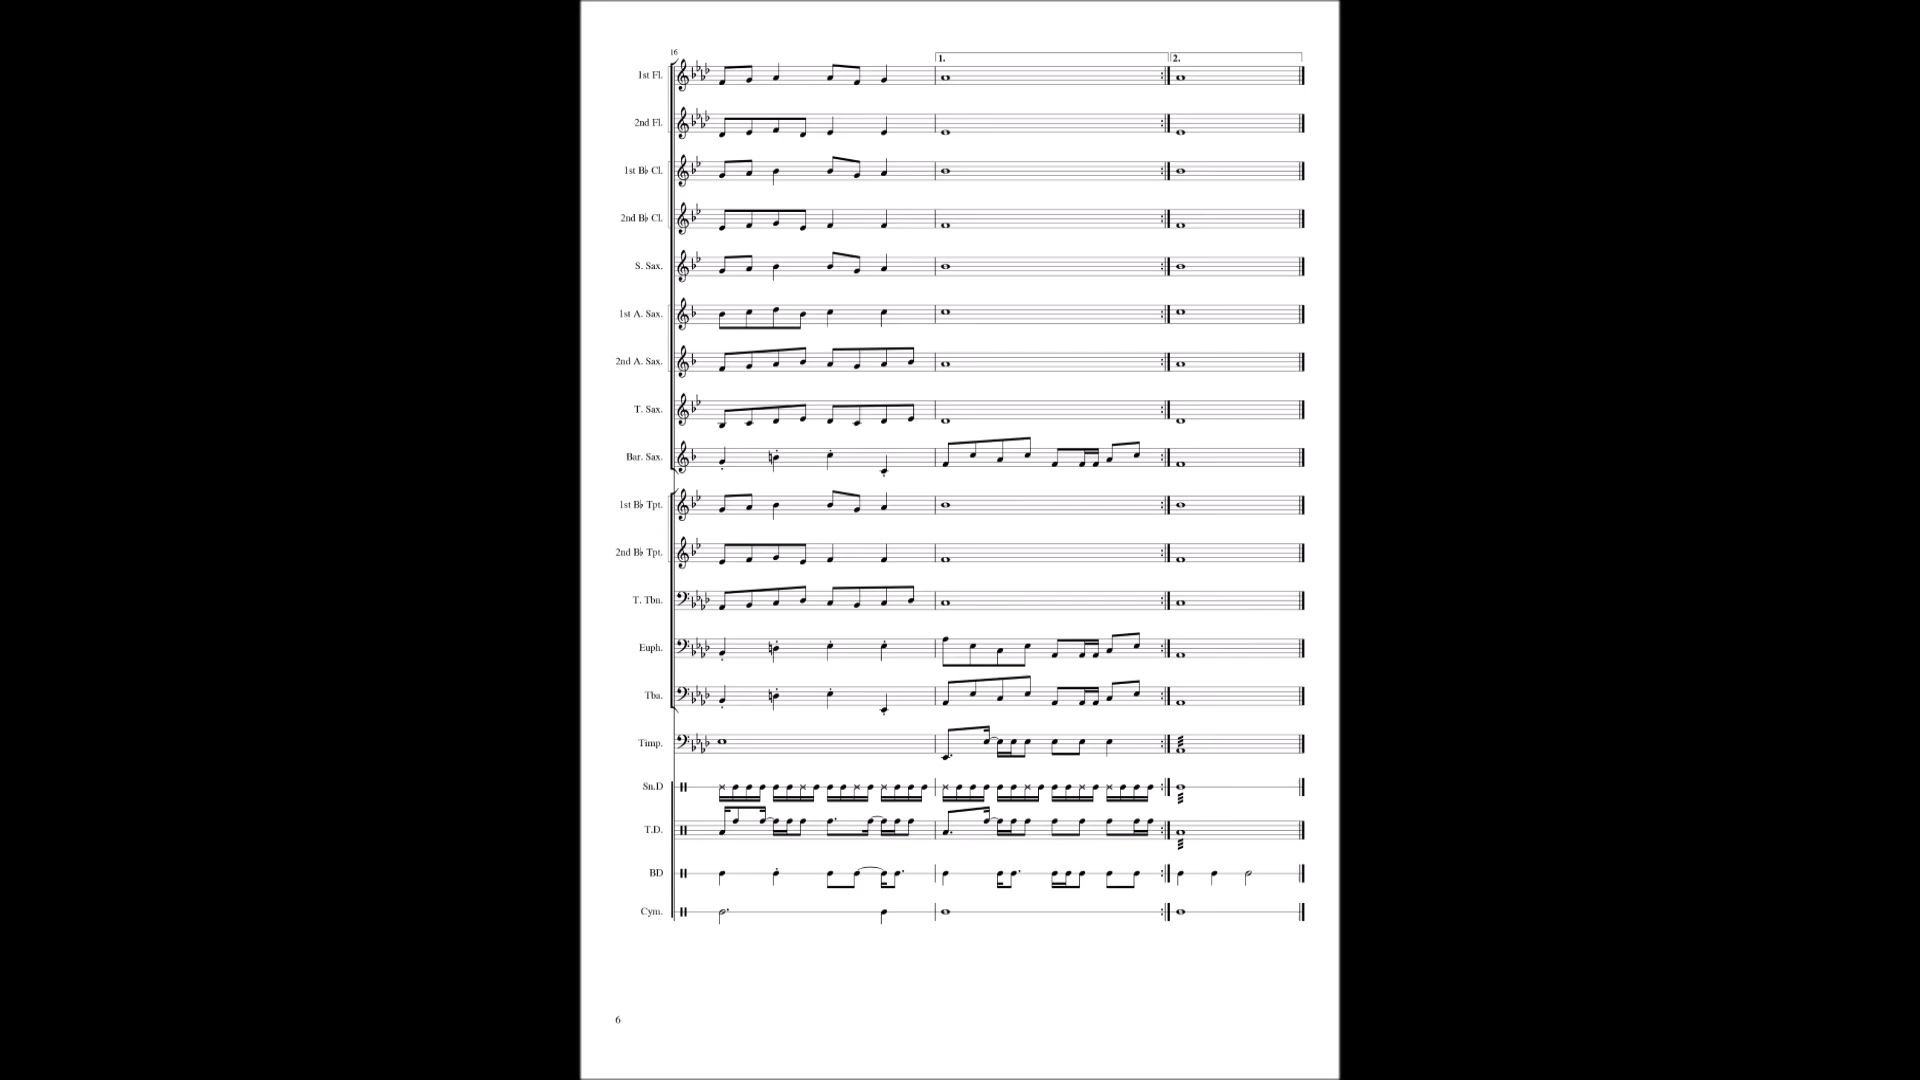 16
1.
2.
1st Fl.
2nd Fl.
1st B♭ Cl.
2nd B♭ Cl.
S. Sax.
1st A. Sax.
2nd A. Sax.
T. Sax.
Bar. Sax.
1st B♭ Tpt.
2nd B♭ Tpt.
T. Tbn.
Euph.
Tba.
Timp.
Sn.D
T.D.
BD
Cym.
6